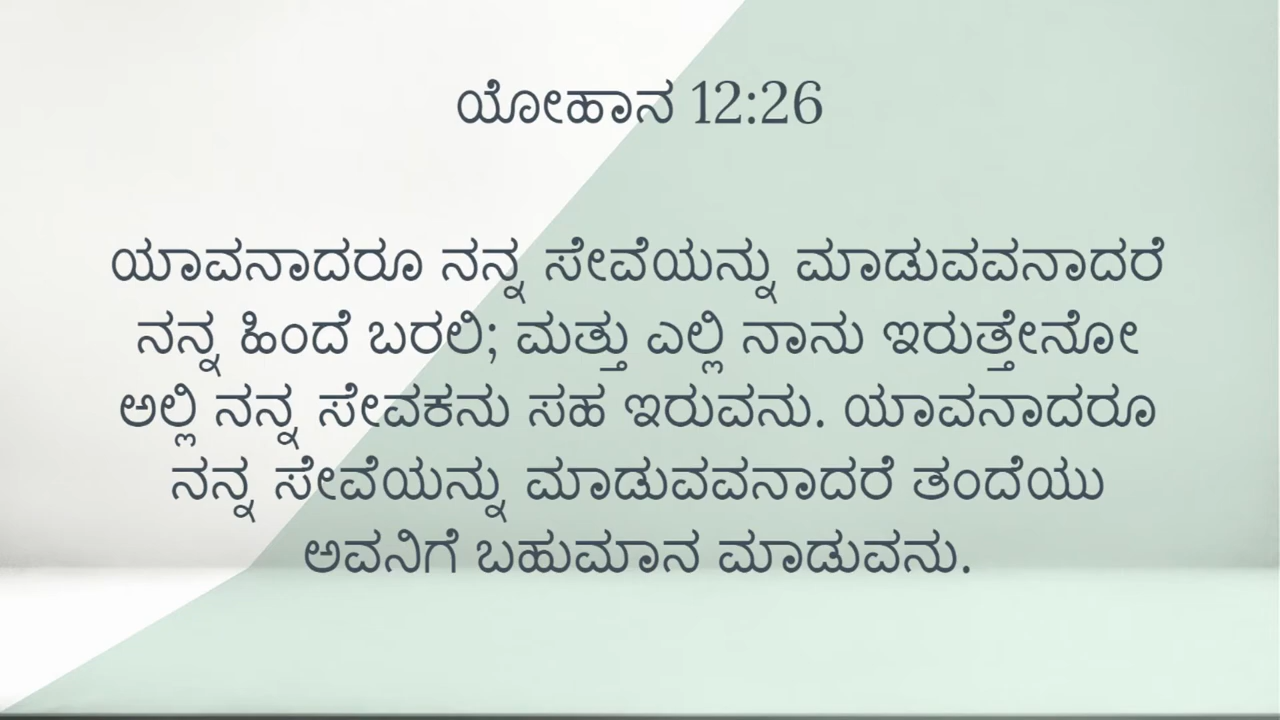 ಯೋಹಾನ 12:26
ಯಾವನಾದರೂ ನನ್ನ ಸೇವೆಯನ್ನು ಮಾಡುವವನಾದರೆ
ನನ್ನ ಹಿಂದೆ ಬರಲಿ; ಮತ್ತು ಎಲ್ಲಿ ನಾನು ಇರುತ್ತೇನೋ
ಅಲ್ಲಿ ನನ್ನ ಸೇವಕನು ಸಹ ಇರುವನು. ಯಾವನಾದರೂ
ನನ್ನ ಸೇವೆಯನ್ನು ಮಾಡುವವನಾದರೆ ತಂದೆಯು
ಅವನಿಗೆ ಬಹುಮಾನ ಮಾಡುವನು.